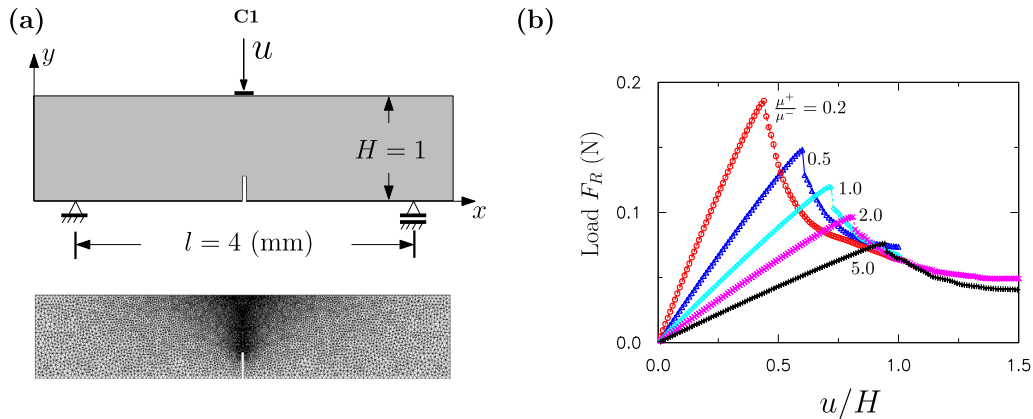 (a)
C1
u
y
H = 1
x
l = 4 (mm)
(b)
Load F_R (N)
0.2
0.1
0.0
μ⁺/μ⁻ = 0.2
0.5
1.0
2.0
5.0
0.0 0.5 1.0 1.5
u/H